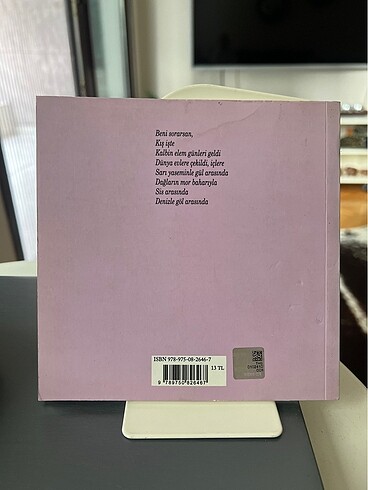 Beni sorarsan,
Kış işte
Kalbin elem günleri geldi
Dünya evlere çekildi, içlere
Sarı yaseminle gül arasında
Dağların mor baharıyla
Sis arasında
Denizle göl arasında
ISBN 978-975-08-2646-7
13 TL
9 789750 826467